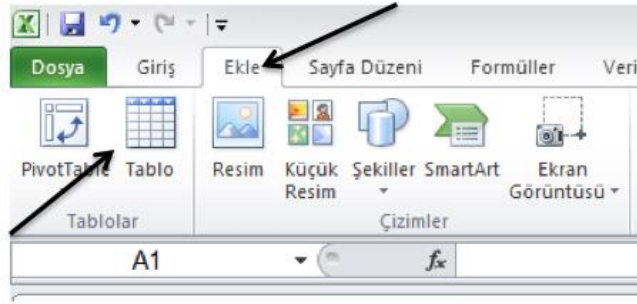 Dosya Giriş Ekle Sayfa Düzeni Formüller Veri
PivotTable Tablo Resim Küçük Resim Şekiller SmartArt Ekran Görüntüsü
Tablolar Çizimler
A1 fx